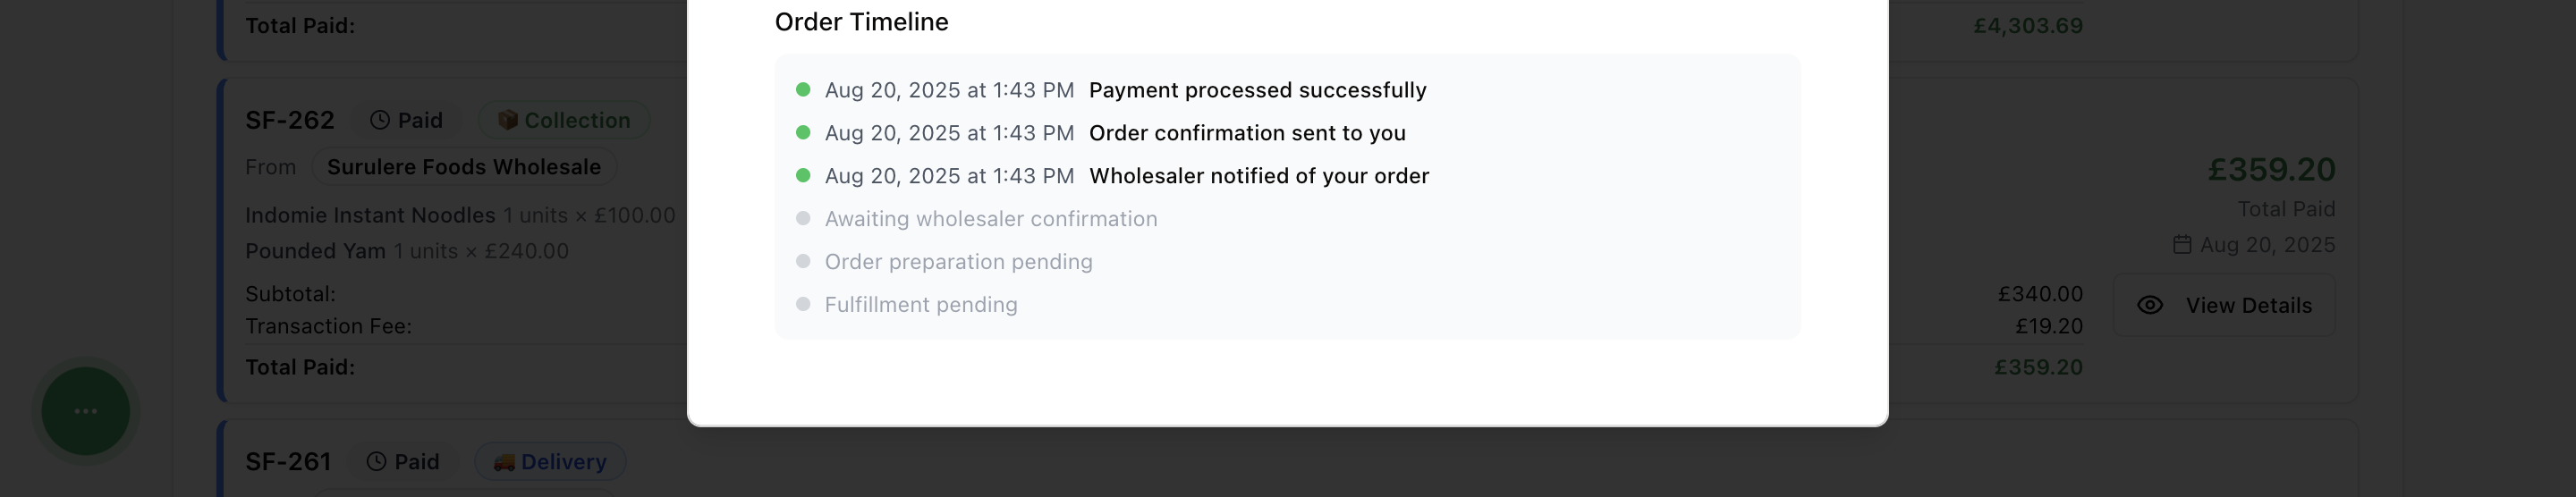 Total Paid:
£4,303.69
Order Timeline
Aug 20, 2025 at 1:43 PM Payment processed successfully
Aug 20, 2025 at 1:43 PM Order confirmation sent to you
Aug 20, 2025 at 1:43 PM Wholesaler notified of your order
Awaiting wholesaler confirmation
Order preparation pending
Fulfillment pending
SF-262 Paid Collection
From Surulere Foods Wholesale
Indomie Instant Noodles 1 units × £100.00
Pounded Yam 1 units × £240.00
Subtotal: £340.00
Transaction Fee: £19.20
Total Paid: £359.20
£359.20
Total Paid
Aug 20, 2025
View Details
SF-261 Paid Delivery